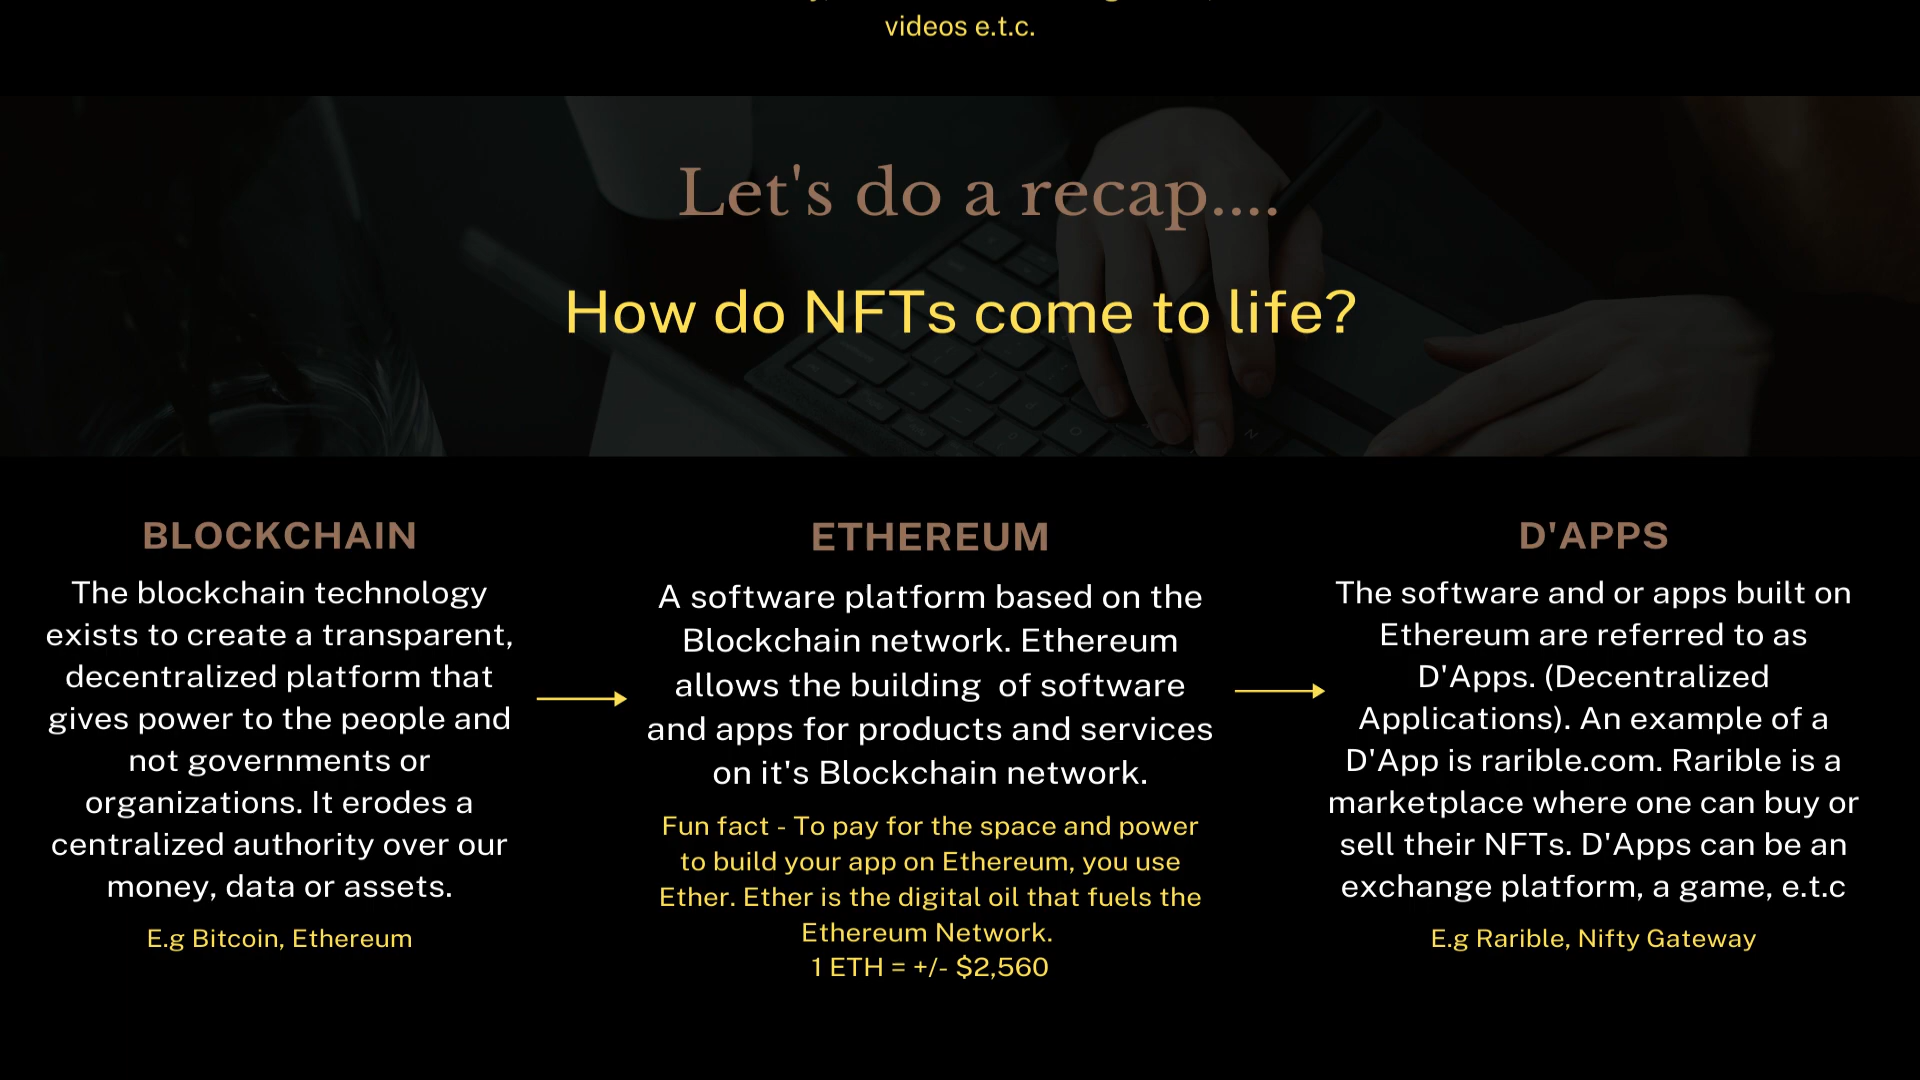 videos e.t.c.
Let's do a recap....
How do NFTs come to life?
BLOCKCHAIN
The blockchain technology
exists to create a transparent,
decentralized platform that
gives power to the people and
not governments or
organizations. It erodes a
centralized authority over our
money, data or assets.
E.g Bitcoin, Ethereum
ETHEREUM
A software platform based on the
Blockchain network. Ethereum
allows the building  of software
and apps for products and services
on it's Blockchain network.
Fun fact - To pay for the space and power
to build your app on Ethereum, you use
Ether. Ether is the digital oil that fuels the
Ethereum Network.
1 ETH = +/- $2,560
D'APPS
The software and or apps built on
Ethereum are referred to as
D'Apps. (Decentralized
Applications). An example of a
D'App is rarible.com. Rarible is a
marketplace where one can buy or
sell their NFTs. D'Apps can be an
exchange platform, a game, e.t.c
E.g Rarible, Nifty Gateway